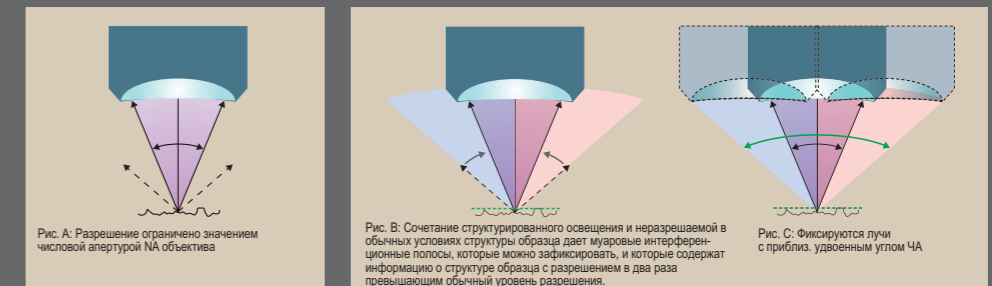 Рис. A: Разрешение ограничено значением
числовой апертурой NA объектива
Рис. B: Сочетание структурированного освещения и неразрешаемой в
обычных условиях структуры образца дает муаровые интерферен-
ционные полосы, которые можно зафиксировать, и которые содержат
информацию о структуре образца с разрешением в два раза
превышающим обычный уровень разрешения.
Рис. C: Фиксируются лучи
с приблиз. удвоенным углом ЧА